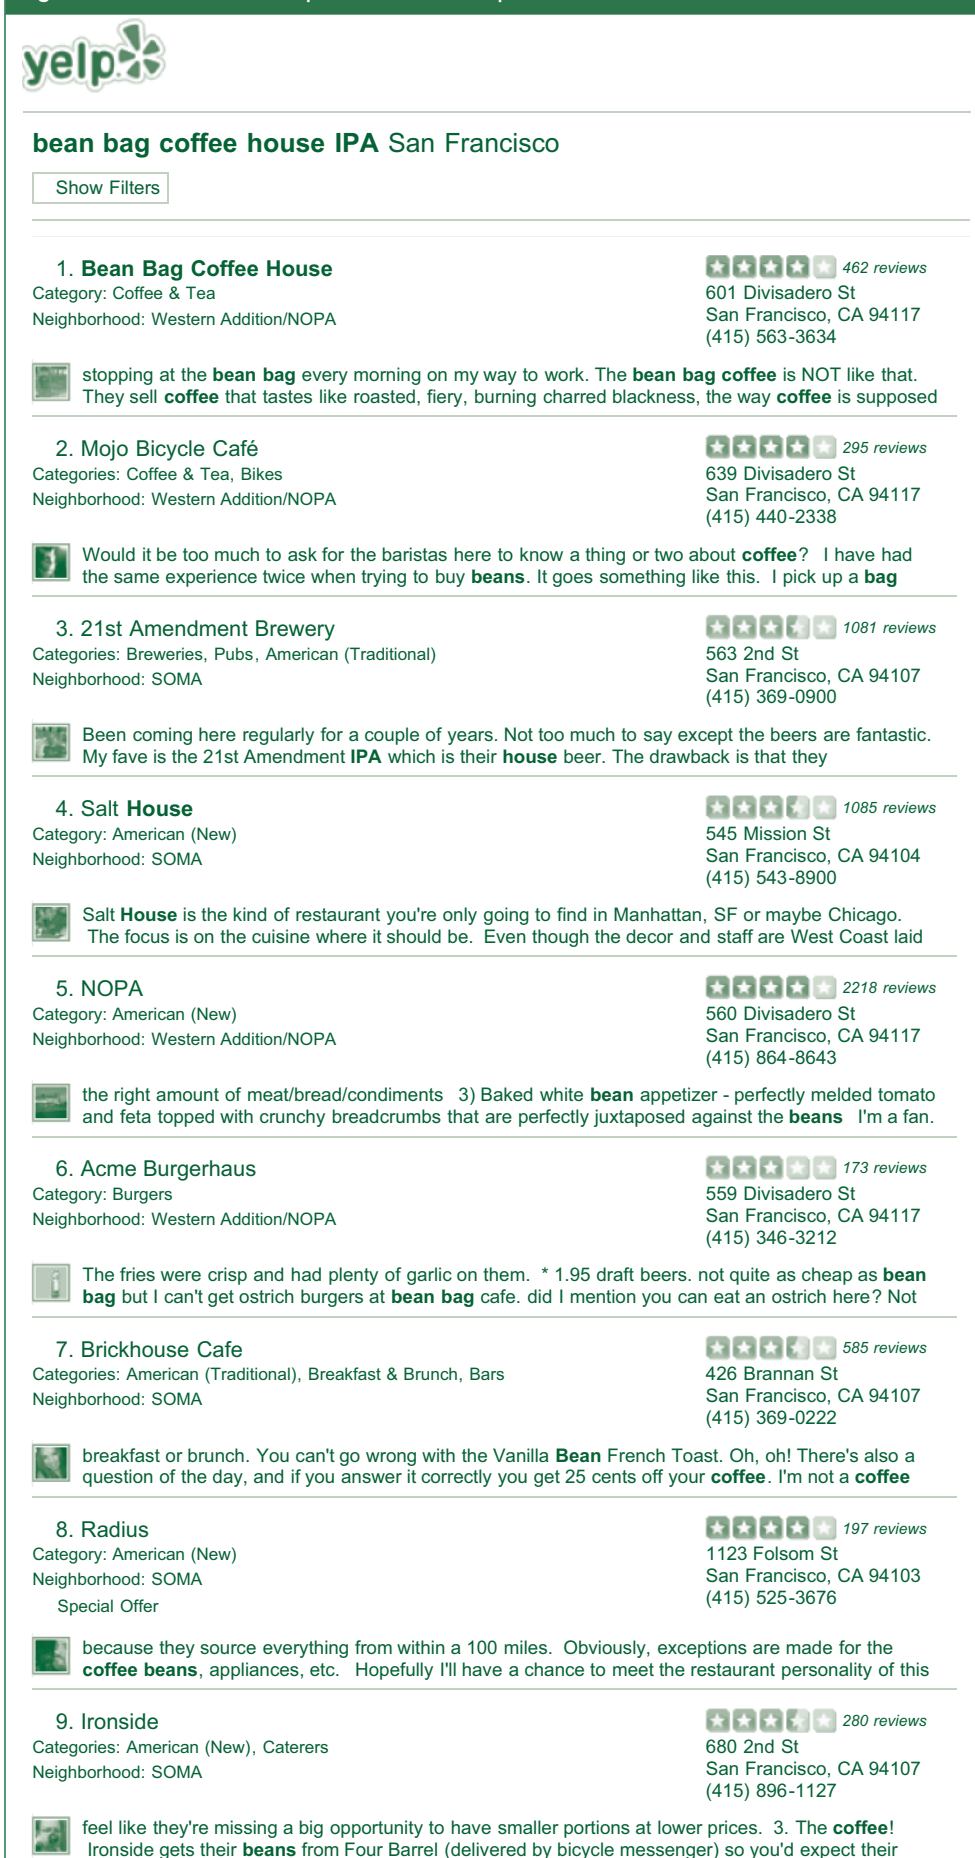 yelp
bean bag coffee house IPA San Francisco
Show Filters
1. Bean Bag Coffee House
462 reviews
Category: Coffee & Tea
601 Divisadero St
Neighborhood: Western Addition/NOPA
San Francisco, CA 94117
(415) 563-3634
stopping at the bean bag every morning on my way to work. The bean bag coffee is NOT like that.
They sell coffee that tastes like roasted, fiery, burning charred blackness, the way coffee is supposed
2. Mojo Bicycle Café
295 reviews
Categories: Coffee & Tea, Bikes
639 Divisadero St
Neighborhood: Western Addition/NOPA
San Francisco, CA 94117
(415) 440-2338
Would it be too much to ask for the baristas here to know a thing or two about coffee? I have had
the same experience twice when trying to buy beans. It goes something like this. I pick up a bag
3. 21st Amendment Brewery
1081 reviews
Categories: Breweries, Pubs, American (Traditional)
563 2nd St
Neighborhood: SOMA
San Francisco, CA 94107
(415) 369-0900
Been coming here regularly for a couple of years. Not too much to say except the beers are fantastic.
My fave is the 21st Amendment IPA which is their house beer. The drawback is that they
4. Salt House
1085 reviews
Category: American (New)
545 Mission St
Neighborhood: SOMA
San Francisco, CA 94104
(415) 543-8900
Salt House is the kind of restaurant you're only going to find in Manhattan, SF or maybe Chicago.
The focus is on the cuisine where it should be. Even though the decor and staff are West Coast laid
5. NOPA
2218 reviews
Category: American (New)
560 Divisadero St
Neighborhood: Western Addition/NOPA
San Francisco, CA 94117
(415) 864-8643
the right amount of meat/bread/condiments 3) Baked white bean appetizer - perfectly melded tomato
and feta topped with crunchy breadcrumbs that are perfectly juxtaposed against the beans I'm a fan.
6. Acme Burgerhaus
173 reviews
Category: Burgers
559 Divisadero St
Neighborhood: Western Addition/NOPA
San Francisco, CA 94117
(415) 346-3212
The fries were crisp and had plenty of garlic on them. * 1.95 draft beers. not quite as cheap as bean
bag but I can't get ostrich burgers at bean bag cafe. did I mention you can eat an ostrich here? Not
7. Brickhouse Cafe
585 reviews
Categories: American (Traditional), Breakfast & Brunch, Bars
426 Brannan St
Neighborhood: SOMA
San Francisco, CA 94107
(415) 369-0222
breakfast or brunch. You can't go wrong with the Vanilla Bean French Toast. Oh, oh! There's also a
question of the day, and if you answer it correctly you get 25 cents off your coffee. I'm not a coffee
8. Radius
197 reviews
Category: American (New)
1123 Folsom St
Neighborhood: SOMA
San Francisco, CA 94103
(415) 525-3676
Special Offer
because they source everything from within a 100 miles. Obviously, exceptions are made for the
coffee beans, appliances, etc. Hopefully I'll have a chance to meet the restaurant personality of this
9. Ironside
280 reviews
Categories: American (New), Caterers
680 2nd St
Neighborhood: SOMA
San Francisco, CA 94107
(415) 896-1127
feel like they're missing a big opportunity to have smaller portions at lower prices. 3. The coffee!
Ironside gets their beans from Four Barrel (delivered by bicycle messenger) so you'd expect their